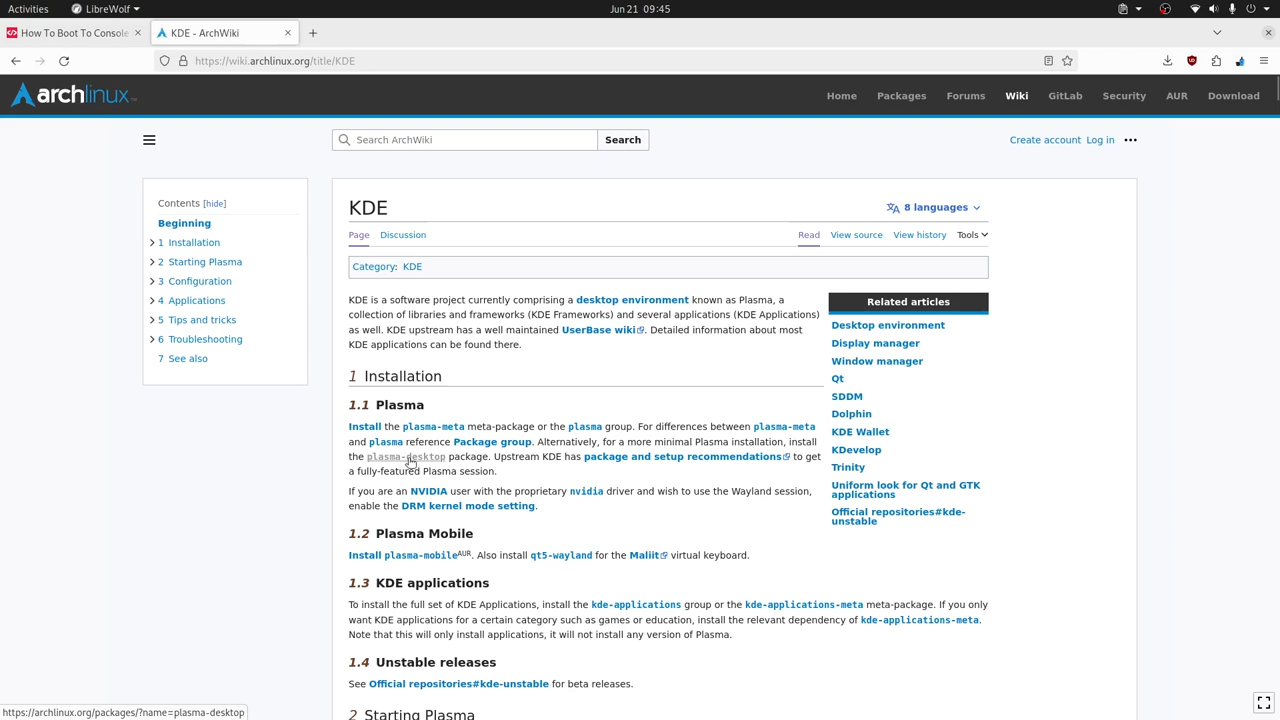 Activities
LibreWolf
Jun 21 09:45
How To Boot To Console
KDE - ArchWiki
https://wiki.archlinux.org/title/KDE
archlinux
Home Packages Forums Wiki GitLab Security AUR Download
Search ArchWiki
Search
Create account Log in
Contents [hide]
Beginning
1 Installation
2 Starting Plasma
3 Configuration
4 Applications
5 Tips and tricks
6 Troubleshooting
7 See also
KDE
8 languages
Page Discussion Read View source View history Tools
Category: KDE
KDE is a software project currently comprising a desktop environment known as Plasma, a
collection of libraries and frameworks (KDE Frameworks) and several applications (KDE Applications)
as well. KDE upstream has a well maintained UserBase wiki. Detailed information about most
KDE applications can be found there.
Related articles
Desktop environment
Display manager
Window manager
Qt
SDDM
Dolphin
KDE Wallet
KDevelop
Trinity
Uniform look for Qt and GTK
applications
Official repositories#kde-
unstable
1 Installation
1.1 Plasma
Install the plasma-meta meta-package or the plasma group. For differences between plasma-meta
and plasma reference Package group. Alternatively, for a more minimal Plasma installation, install
the plasma-desktop package. Upstream KDE has package and setup recommendations to get
a fully-featured Plasma session.
If you are an NVIDIA user with the proprietary nvidia driver and wish to use the Wayland session,
enable the DRM kernel mode setting.
1.2 Plasma Mobile
Install plasma-mobileAUR. Also install qt5-wayland for the Maliit virtual keyboard.
1.3 KDE applications
To install the full set of KDE Applications, install the kde-applications group or the kde-applications-meta meta-package. If you only
want KDE applications for a certain category such as games or education, install the relevant dependency of kde-applications-meta.
Note that this will only install applications, it will not install any version of Plasma.
1.4 Unstable releases
See Official repositories#kde-unstable for beta releases.
2 Starting Plasma
https://archlinux.org/packages/?name=plasma-desktop